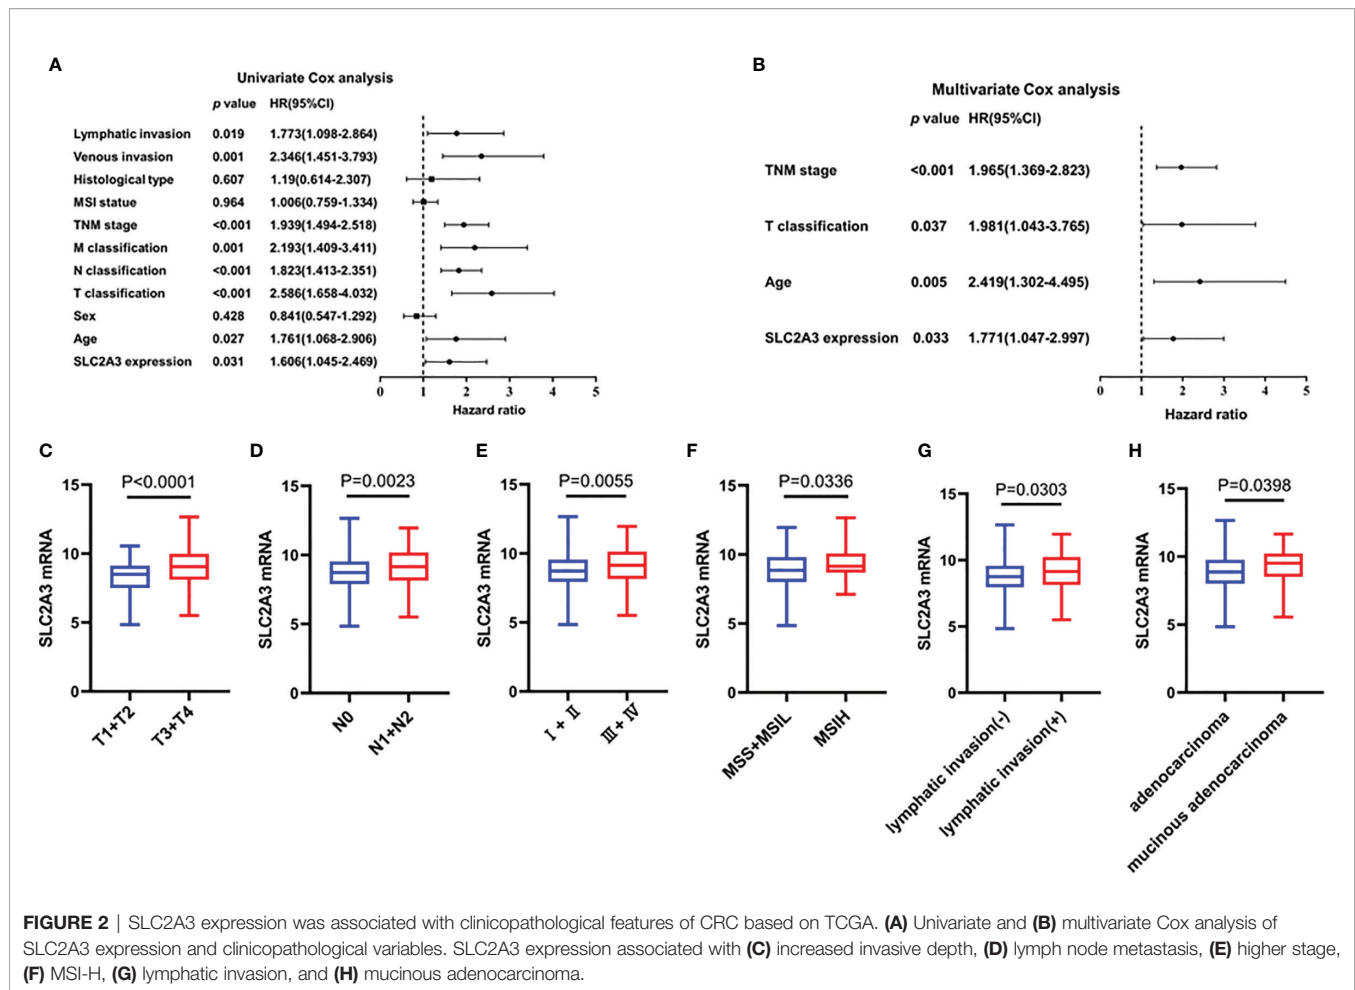 A
Univariate Cox analysis
p value HR(95%CI)
Lymphatic invasion 0.019 1.773(1.098-2.864)
Venous invasion 0.001 2.346(1.451-3.793)
Histological type 0.607 1.19(0.614-2.307)
MSI statue 0.964 1.006(0.759-1.334)
TNM stage <0.001 1.939(1.494-2.518)
M classification 0.001 2.193(1.409-3.411)
N classification <0.001 1.823(1.413-2.351)
T classification <0.001 2.586(1.658-4.032)
Sex 0.428 0.841(0.547-1.292)
Age 0.027 1.761(1.068-2.906)
SLC2A3 expression 0.031 1.606(1.045-2.469)
0 1 2 3 4 5
Hazard ratio
B
Multivariate Cox analysis
p value HR(95%CI)
TNM stage <0.001 1.965(1.369-2.823)
T classification 0.037 1.981(1.043-3.765)
Age 0.005 2.419(1.302-4.495)
SLC2A3 expression 0.033 1.771(1.047-2.997)
0 1 2 3 4 5
Hazard ratio
C
P<0.0001
SLC2A3 mRNA
15
10
5
0
T1+T2
T3+T4
D
P=0.0023
SLC2A3 mRNA
15
10
5
0
N0
N1+N2
E
P=0.0055
SLC2A3 mRNA
15
10
5
0
Ⅰ + Ⅱ
Ⅲ + Ⅳ
F
P=0.0336
SLC2A3 mRNA
15
10
5
0
MSS+MSIL
MSIH
G
P=0.0303
SLC2A3 mRNA
15
10
5
0
lymphatic invasion(-)
lymphatic invasion(+)
H
P=0.0398
SLC2A3 mRNA
15
10
5
0
adenocarcinoma
mucinous adenocarcinoma
FIGURE 2 | SLC2A3 expression was associated with clinicopathological features of CRC based on TCGA. (A) Univariate and (B) multivariate Cox analysis of
SLC2A3 expression and clinicopathological variables. SLC2A3 expression associated with (C) increased invasive depth, (D) lymph node metastasis, (E) higher stage,
(F) MSI-H, (G) lymphatic invasion, and (H) mucinous adenocarcinoma.